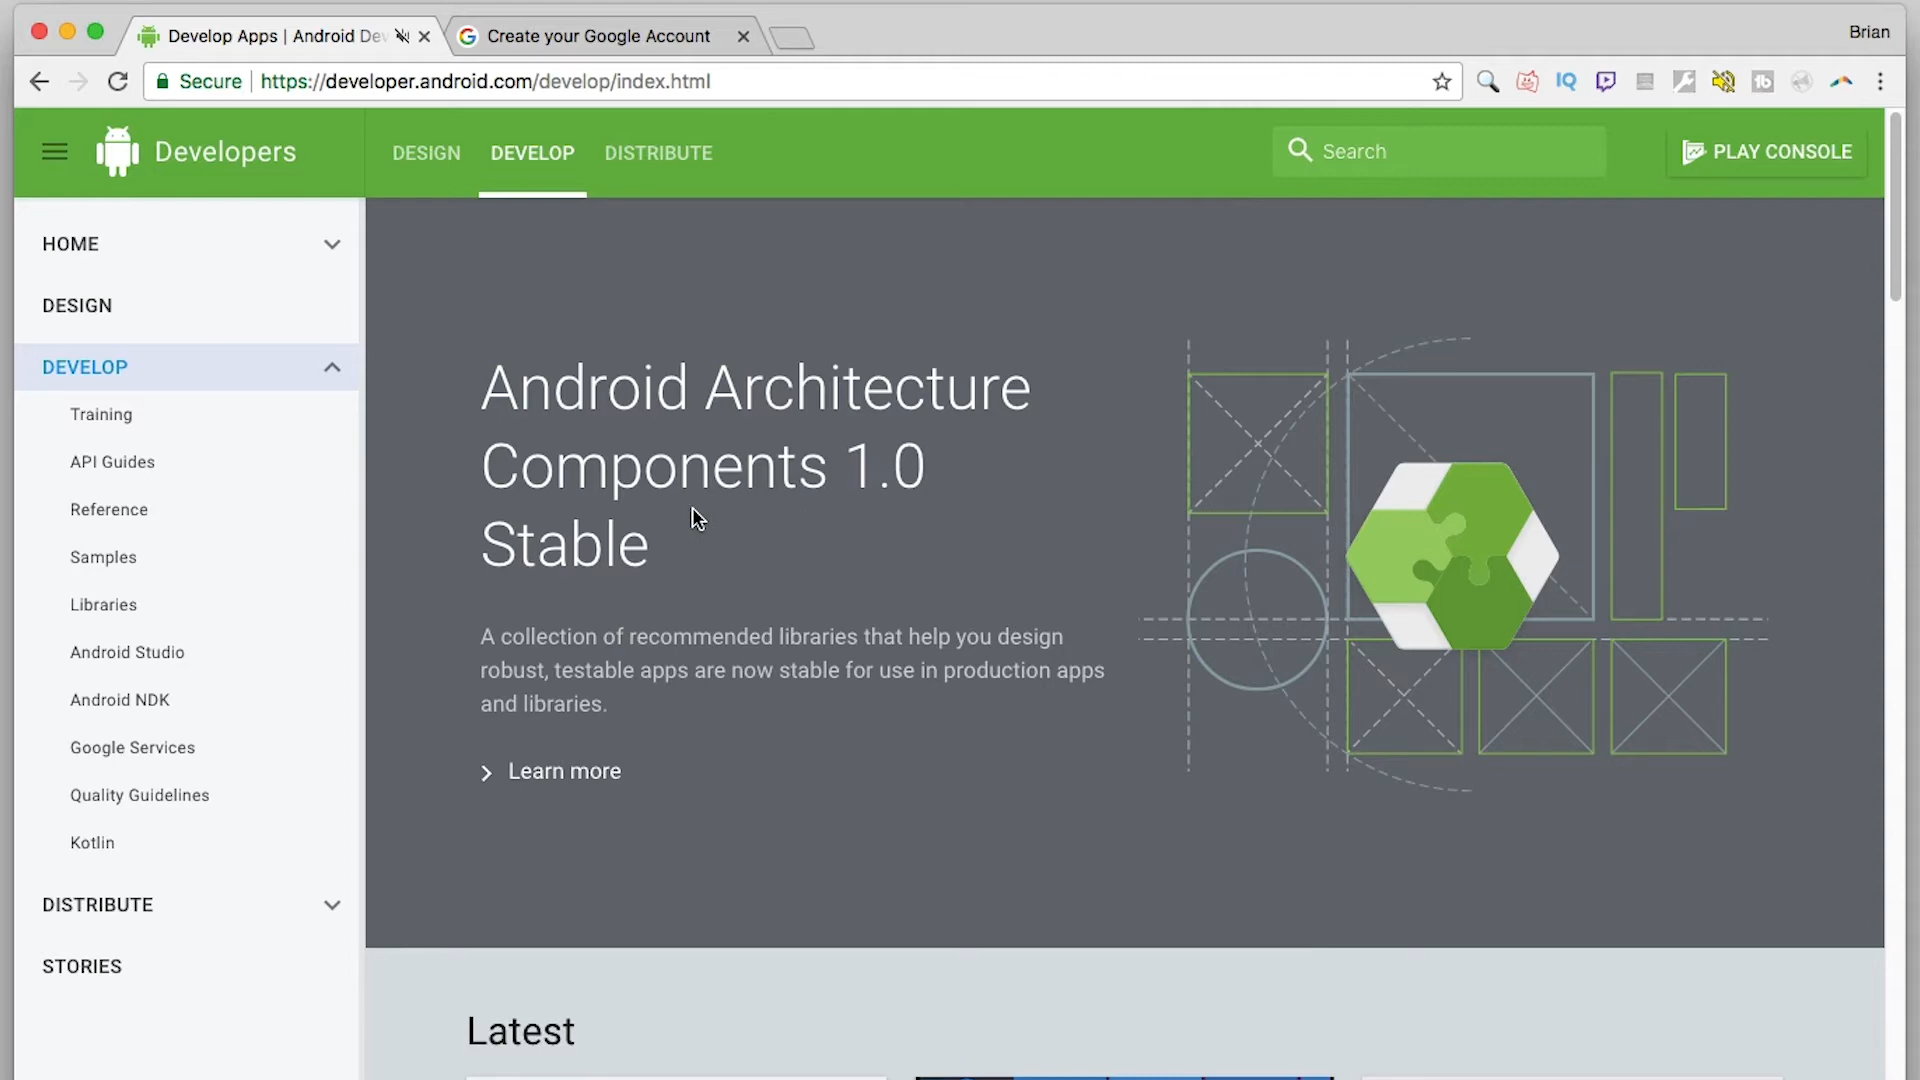 Develop Apps | Android Dev
Create your Google Account
Brian
Secure
https://developer.android.com/develop/index.html
IQ
Developers
DESIGN
DEVELOP
DISTRIBUTE
Search
PLAY CONSOLE
HOME
DESIGN
DEVELOP
Training
API Guides
Reference
Samples
Libraries
Android Studio
Android NDK
Google Services
Quality Guidelines
Kotlin
DISTRIBUTE
STORIES
Android Architecture
Components 1.0
Stable
A collection of recommended libraries that help you design
robust, testable apps are now stable for use in production apps
and libraries.
Learn more
Latest